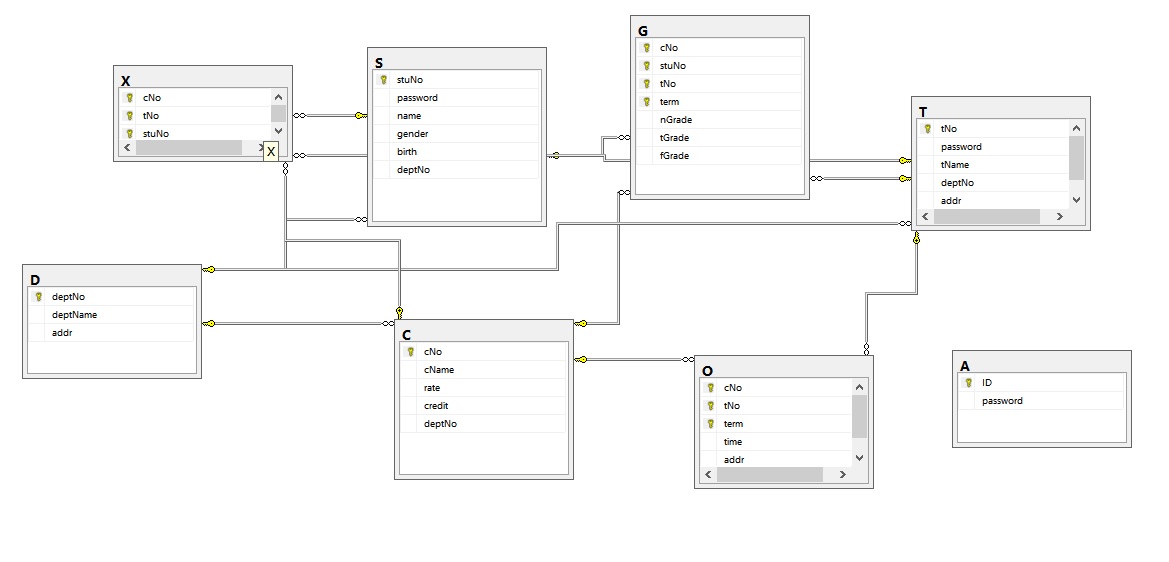 X
cNo
tNo
stuNo
X
S
stuNo
password
name
gender
birth
deptNo
G
cNo
stuNo
tNo
term
nGrade
tGrade
fGrade
T
tNo
password
tName
deptNo
addr
D
deptNo
deptName
addr
C
cNo
cName
rate
credit
deptNo
O
cNo
tNo
term
time
addr
A
ID
password